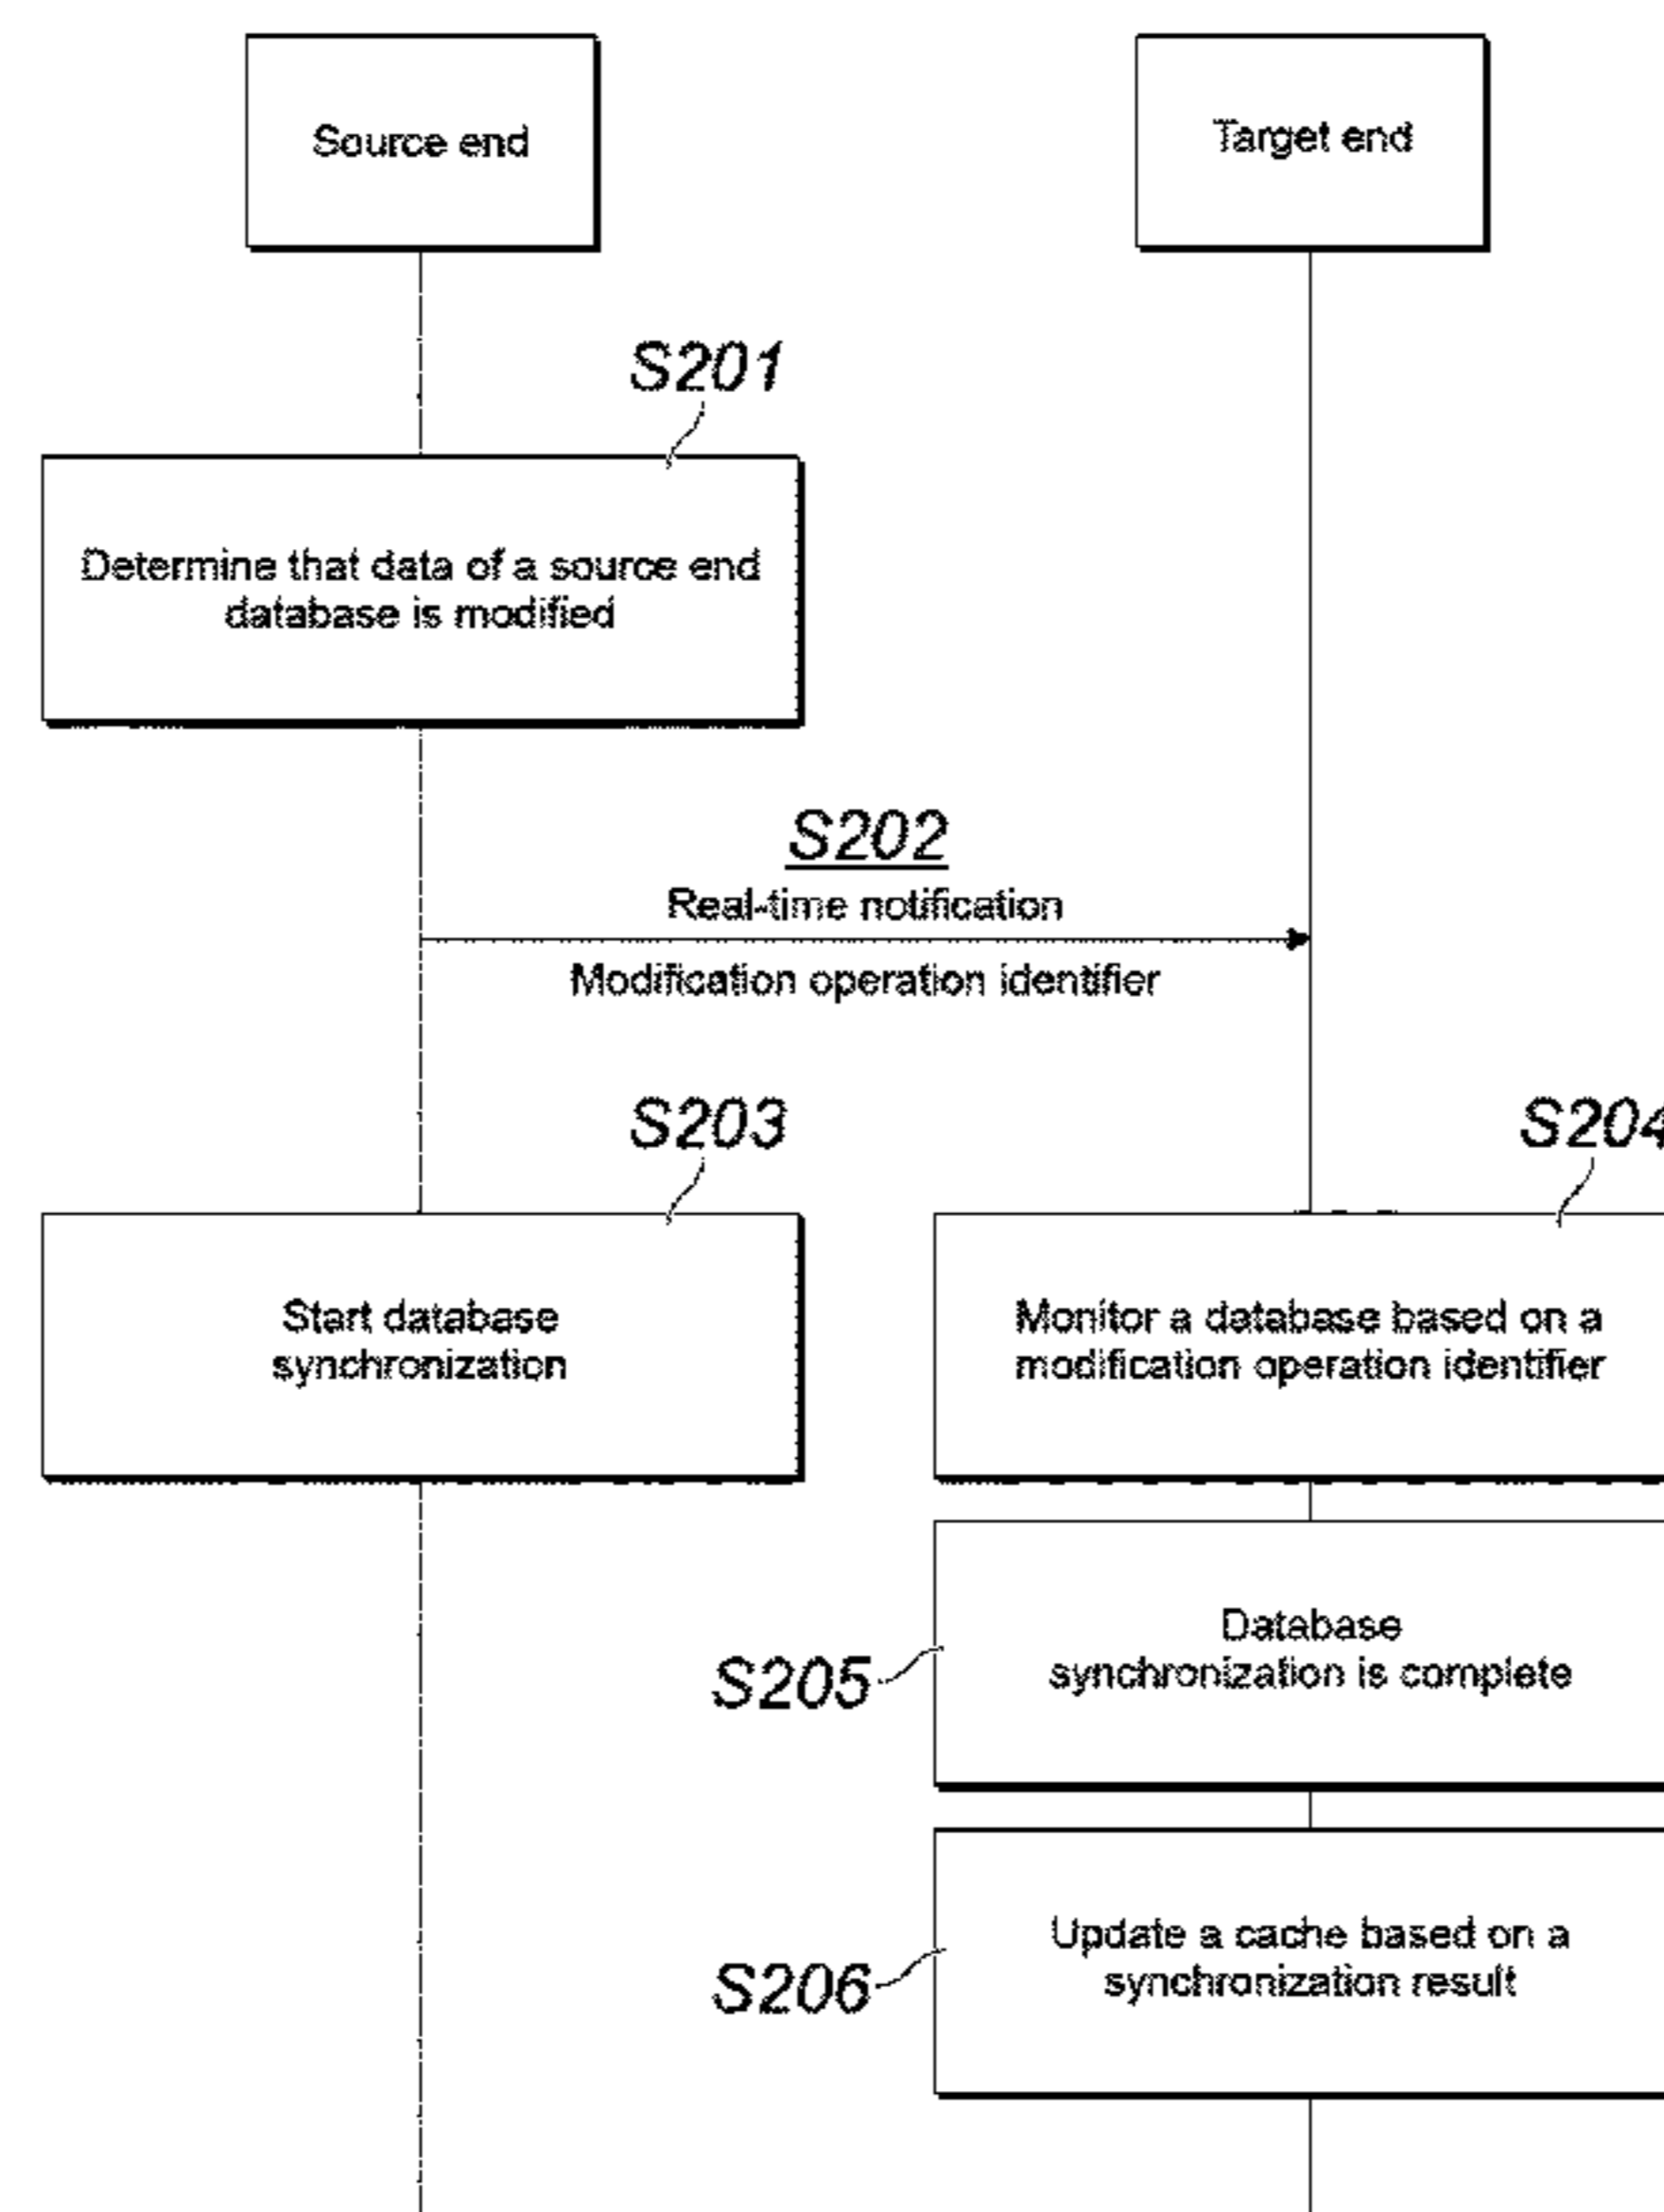 Source end
Target end
S201
Determine that data of a source end
database is modified
S202
Real-time notification
Modification operation identifier
S203
S204
Start database
synchronization
Monitor a database based on a
modification operation identifier
Database
synchronization is complete
S205
Update a cache based on a
synchronization result
S206